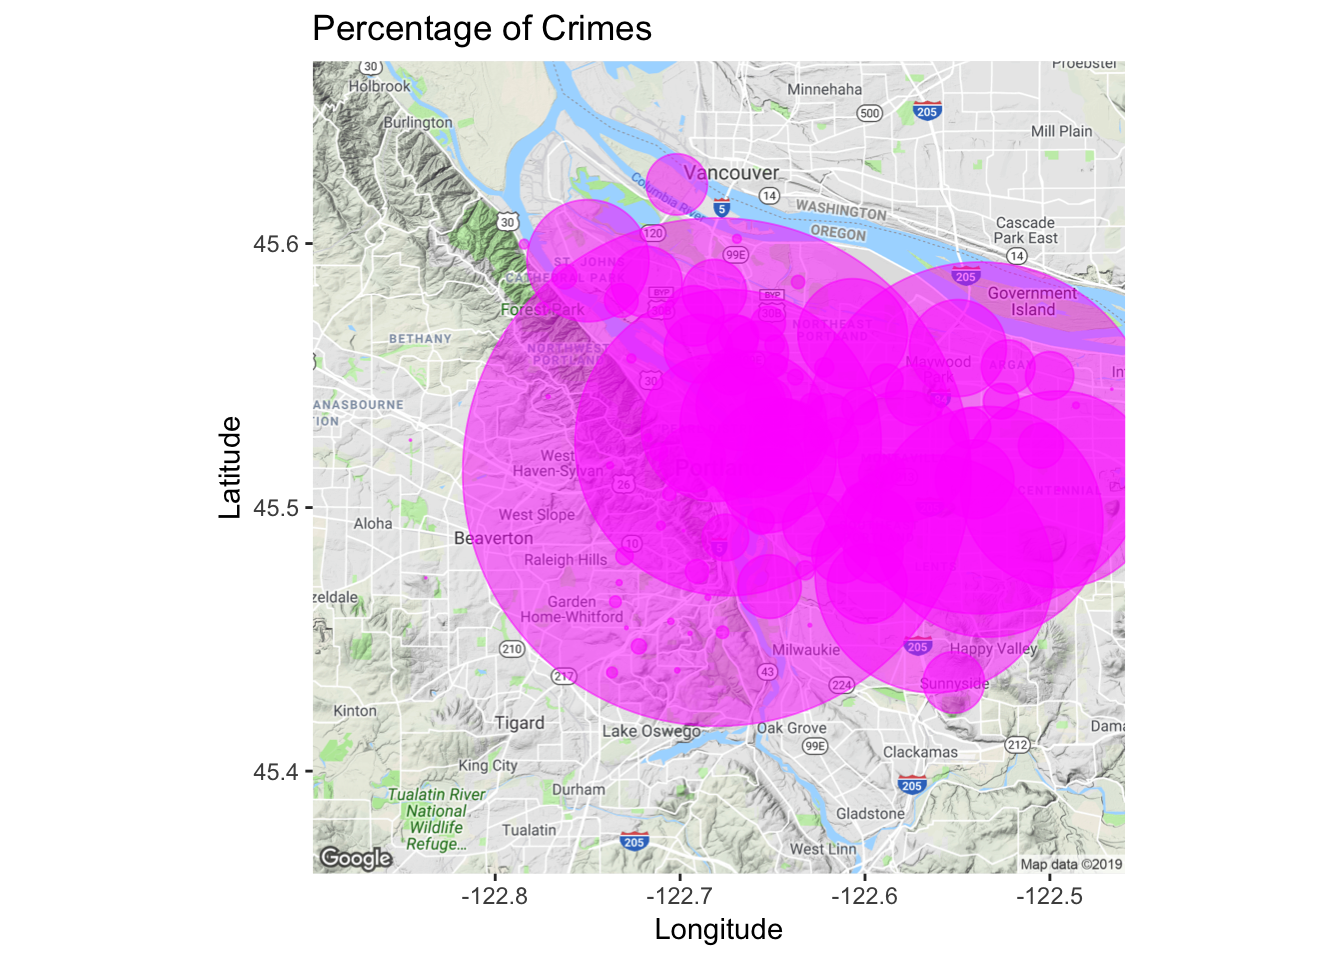 Percentage of Crimes
30
Holbrook
Proebstel
Minnehaha
205
500
Burlington
Mill Plain
Vancouver
Columbia River
14
5
WASHINGTON
OREGON
30
120
99E
Cascade
Park East
14
45.6
ST. JOHNS
CATHEDRAL PARK
205
Government
Island
BYP
30B
BYP
30B
Forest Park
NORTHEAST
PORTLAND
BETHANY
NORTHWEST
PORTLAND
Maywood
Park
ARGAY
In
30
ANASBOURNE
TION
West
Haven-Sylvan
26
CENTENNIAL
45.5
West Slope
Aloha
Beaverton
10
5
Raleigh Hills
LENTS
zeldale
Garden
Home-Whitford
210
Milwaukie
205
Happy Valley
217
43
224
Sunnyside
Kinton
Tigard
Lake Oswego
Oak Grove
99E
Clackamas
212
Dama
45.4
King City
205
Durham
Tualatin River
National
Wildlife
Refuge...
Gladstone
Tualatin
205
West Linn
Google
Map data ©2019
-122.8
-122.7
-122.6
-122.5
Longitude
Latitude